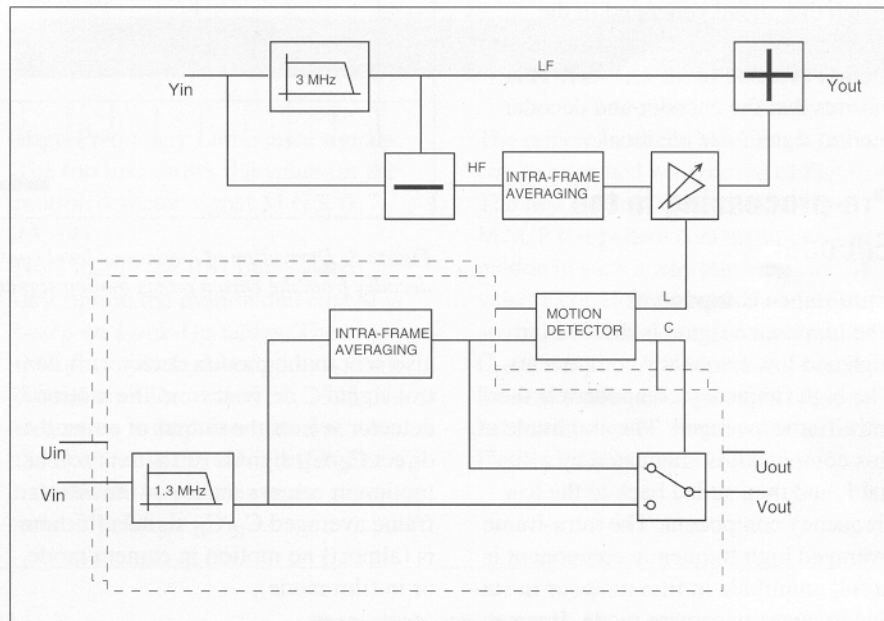 LF
Yin
3 MHz
Yout
HF
INTRA-FRAME
AVERAGING
MOTION
DETECTOR
L
C
INTRA-FRAME
AVERAGING
Uin
Vin
1.3 MHz
Uout
Vout